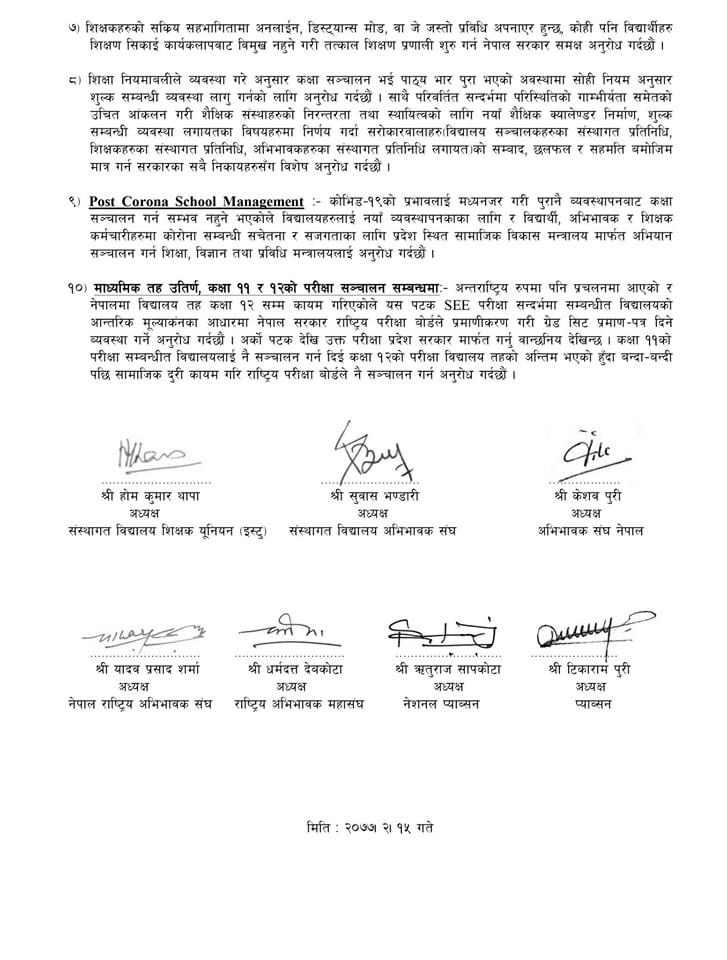 ७) शिक्षकहरुको सकिय सहभागितामा अनलाईन, डिस्ट्यान्स मोड, वा जे जस्तो प्रविधि अपनाएर हुन्छ, कोही पनि विद्यार्थीहरु
शिक्षण सिकाई कार्यकलापवाट विमुख नहुने गरी तत्काल शिक्षण प्रणाली शुरु गर्न नेपाल सरकार समक्ष अनुरोध गर्दछौं ।
८) शिक्षा नियमावलीले व्यवस्था गरे अनुसार कक्षा सञ्चालन भई पाठ्य भार पुरा भएको अवस्थामा सोही नियम अनुसार
शुल्क सम्बन्धी व्यवस्था लागु गर्नको लागि अनुरोध गर्दछौं । साथै परिवर्तित सन्दर्भमा परिस्थितिको गाम्भीर्यता समेतको
उचित आंकलन गरी शैक्षिक संस्थाहरुको निरन्तरता तथा स्थायित्वको लागि नयाँ शैक्षिक क्यालेण्डर निर्माण, शुल्क
सम्बन्धी व्यवस्था लगायतका विषयहरुमा निर्णय गर्दा सरोकारवालाहरु(विद्यालय सञ्चालकहरुका संस्थागत प्रतिनिधि,
शिक्षकहरुका संस्थागत प्रतिनिधि, अभिभावकहरुका संस्थागत प्रतिनिधि लगायत)को सम्वाद, छलफल र सहमति बमोजिम
मात्र गर्न सरकारका सबै निकायहरुसँग विशेष अनुरोध गर्दछौं ।
९) Post Corona School Management :- कोभिड-१९को प्रभावलाई मध्यनजर गरी पुरानै व्यवस्थापनबाट कक्षा
सञ्चालन गर्न सम्भव नहुने भएकोले विद्यालयहरुलाई नयाँ व्यवस्थापनकाका लागि र विद्यार्थी, अभिभावक र शिक्षक
कर्मचारीहरुमा कोरोना सम्बन्धी सचेतना र सजगताका लागि प्रदेश स्थित सामाजिक विकास मन्त्रालय मार्फत अभियान
सञ्चालन गर्न शिक्षा, विज्ञान तथा प्रविधि मन्त्रालयलाई अनुरोध गर्दछौं ।
१०) माध्यमिक तह उतिर्ण, कक्षा ११ र १२को परीक्षा सञ्चालन सम्बन्धमा:- अन्तराष्ट्रिय रुपमा पनि प्रचलनमा आएको र
नेपालमा विद्यालय तह कक्षा १२ सम्म कायम गरिएकोले यस पटक SEE परीक्षा सन्दर्भमा सम्बन्धीत विद्यालयको
आन्तरिक मूल्याकंनका आधारमा नेपाल सरकार राष्ट्रिय परीक्षा बोर्डले प्रमाणीकरण गरी ग्रेड सिट प्रमाण-पत्र दिने
व्यवस्था गर्ने अनुरोध गर्दछौं । अर्को पटक देखि उक्त परीक्षा प्रदेश सरकार मार्फत गर्नु वान्छनिय देखिन्छ । कक्षा ११को
परीक्षा सम्बन्धीत विद्यालयलाई नै सञ्चालन गर्न दिई कक्षा १२को परीक्षा विद्यालय तहको अन्तिम भएको हुँदा बन्दा-बन्दी
पछि सामाजिक दुरी कायम गरि राष्ट्रिय परीक्षा बोर्डले नै सञ्चालन गर्न अनुरोध गर्दछौं ।
श्री होम कुमार थापा श्री सुवास भण्डारी श्री केशव पुरी
अध्यक्ष अध्यक्ष अध्यक्ष
संस्थागत विद्यालय शिक्षक यूनियन (इस्टु) संस्थागत विद्यालय अभिभावक संघ अभिभावक संघ नेपाल
श्री यादव प्रसाद शर्मा श्री धर्मदत्त देवकोटा श्री ऋतुराज सापकोटा श्री टिकाराम पुरी
अध्यक्ष अध्यक्ष अध्यक्ष अध्यक्ष
नेपाल राष्ट्रिय अभिभावक संघ राष्ट्रिय अभिभावक महासंघ नेशनल प्याब्सन प्याब्सन
मिति : २०७७। २। १५ गते